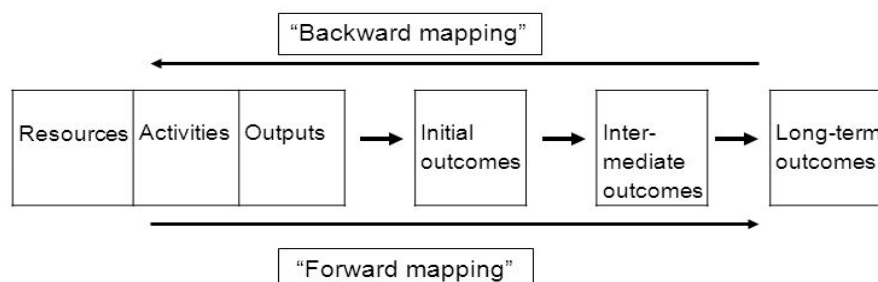 “Backward mapping”
Resources
Activities
Outputs
Initial
outcomes
Inter-
mediate
outcomes
Long-term
outcomes
“Forward mapping”